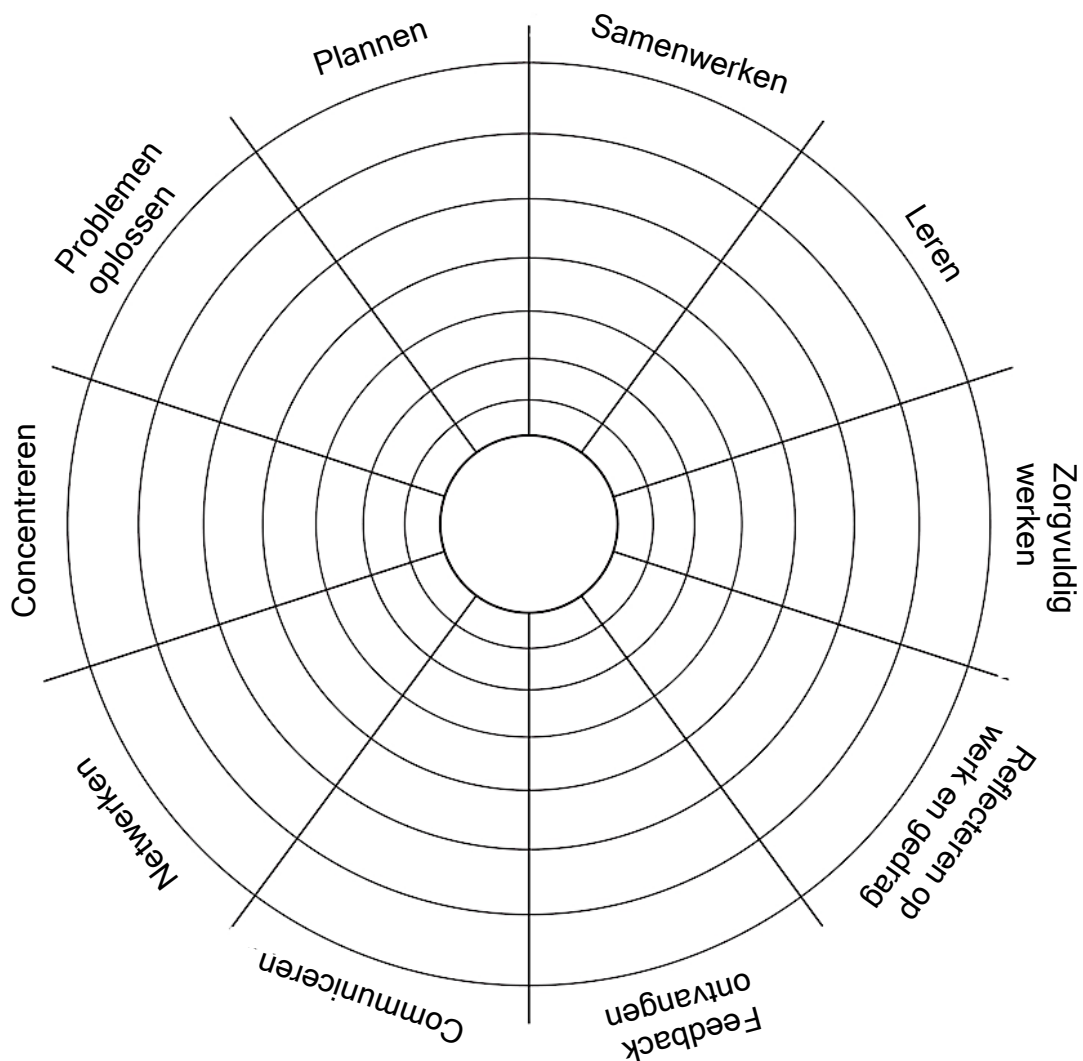 Plannen
Samenwerken
Leren
Zorgvuldig
werken
Reflecteren op
werk en gedrag
Feedback
ontvangen
Communiceren
Netwerken
Concentreren
Problemen
oplossen